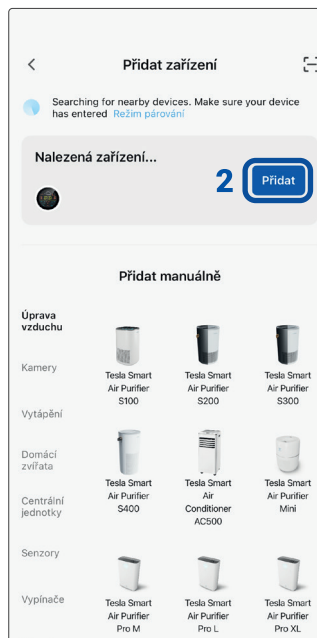 Přidat zařízení
Searching for nearby devices. Make sure your device
has entered Režim párování
Nalezená zařízení...
2
Přidat
Přidat manuálně
Úprava
vzduchu
Kamery
Vytápění
Domácí
zvířata
Centrální
jednotky
Senzory
Vypínače
Tesla Smart
Air Purifier
S100
Tesla Smart
Air Purifier
S200
Tesla Smart
Air Purifier
S300
Tesla Smart
Air Purifier
S400
Tesla Smart
Air
Conditioner
AC500
Tesla Smart
Air Purifier
Mini
Tesla Smart
Air Purifier
Pro M
Tesla Smart
Air Purifier
Pro L
Tesla Smart
Air Purifier
Pro XL